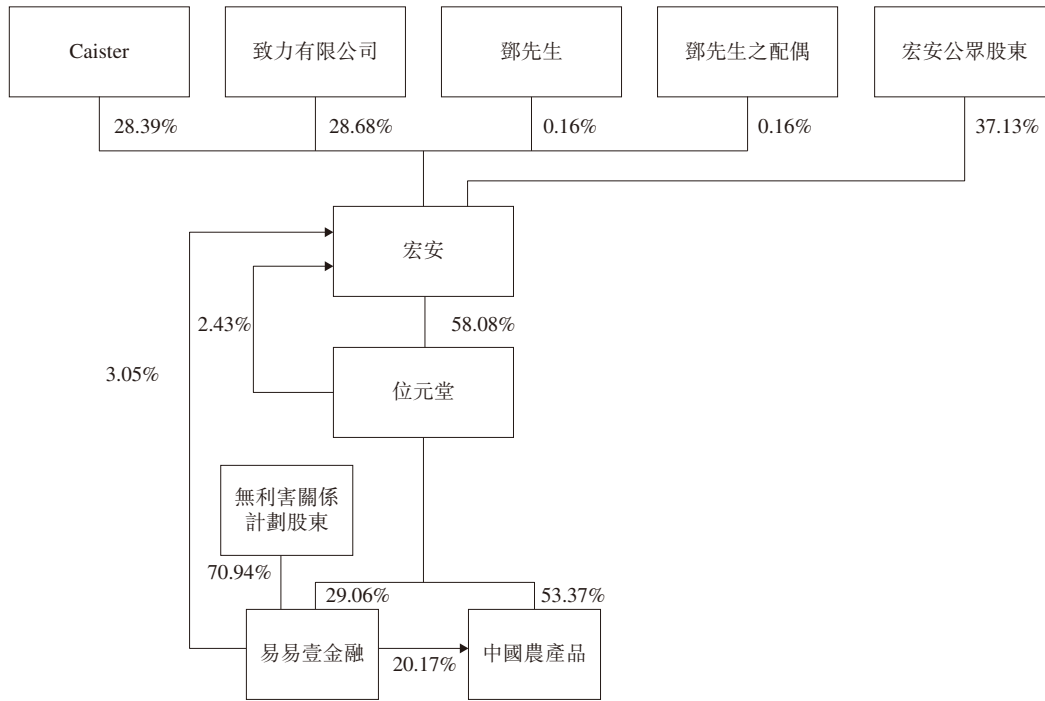 Caister
致力有限公司
鄧先生
鄧先生之配偶
宏安公眾股東
28.39%
28.68%
0.16%
0.16%
37.13%
宏安
2.43%
58.08%
3.05%
位元堂
無利害關係
計劃股東
70.94%
29.06%
53.37%
易易壹金融
20.17%
中國農產品